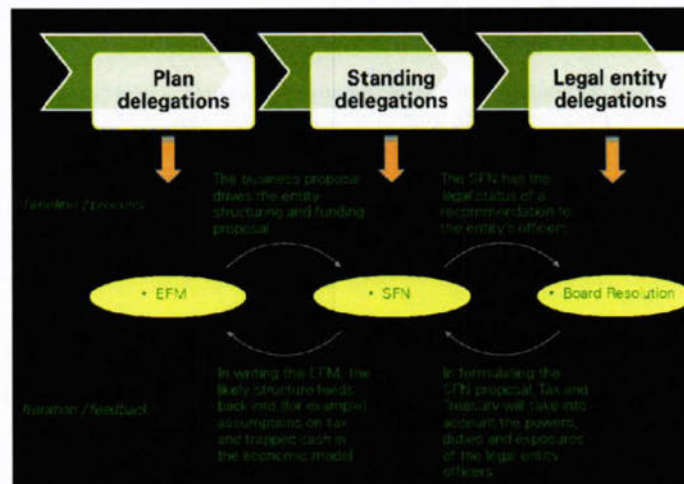 Plan
delegations
Standing
delegations
Legal entity
delegations
Timeline / process
The business proposal
drives the entity
structuring and funding
proposal
The SFN has the
legal status of a
recommendation to
the entity's officers
• EFM
• SFN
• Board Resolution
Iteration / feedback
In writing the EFM, the
likely structure feeds
back into (for example)
assumptions on tax
and trapped cash in
the economic model
In formulating the
SFN proposal, Tax and
Treasury will take into
account the powers,
duties and exposures
of the legal entity
officers